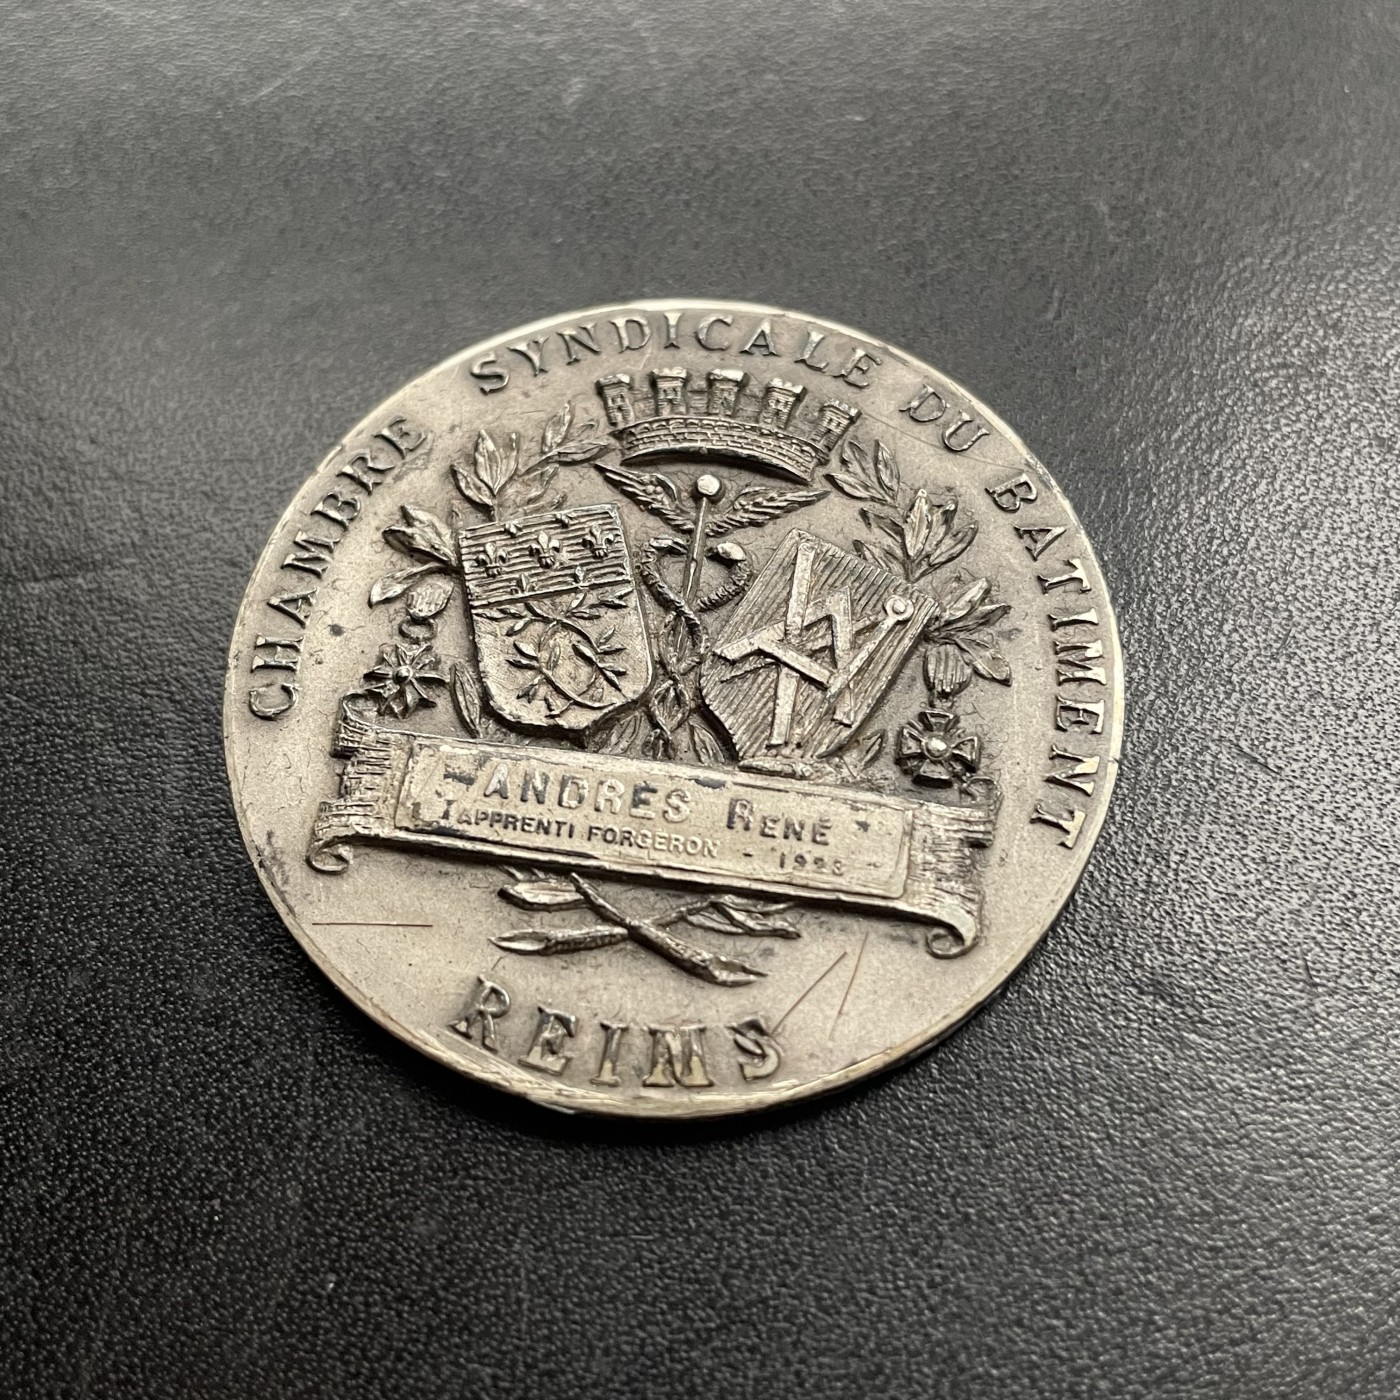 CHAMBRE SYNDICALE DU BATIMENT
ANDRES RENÉ
APPRENTI FORGERON -
REIMS